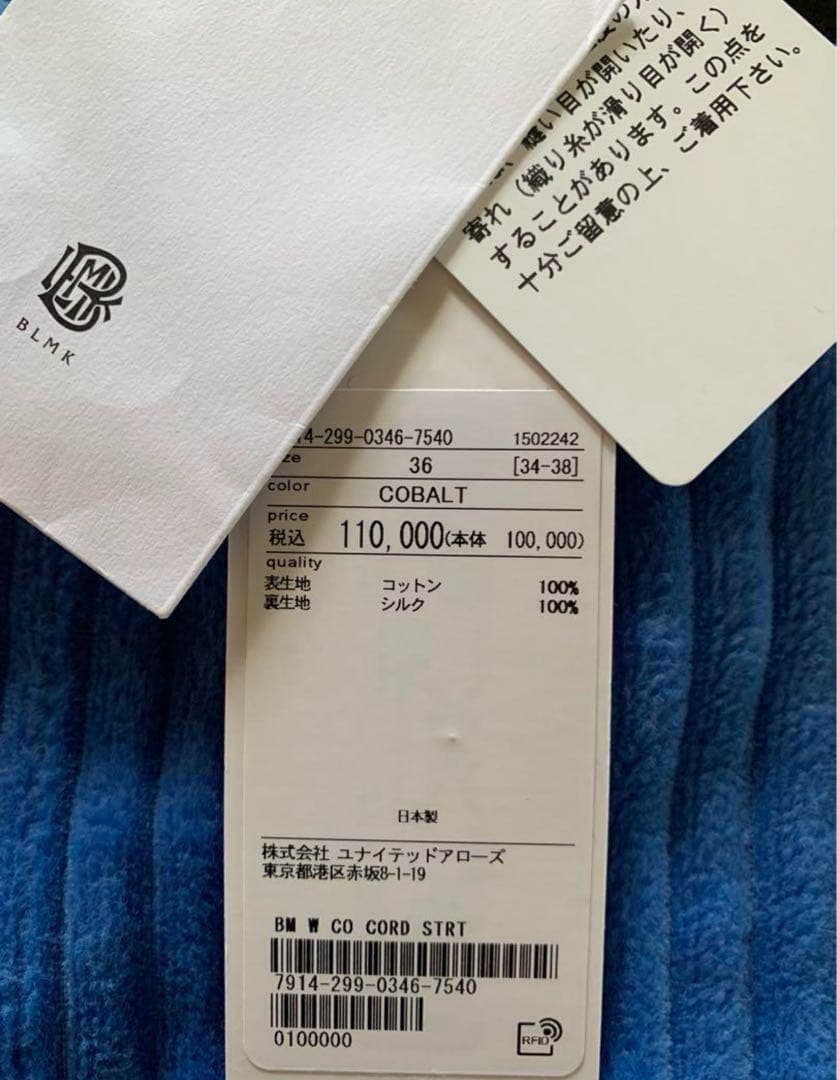 縫い目が開いたり、
寄れ（織り糸が滑り目が開く）
することがあります。この点を
十分ご留意の上、ご着用下さい。
BLMK
14-299-0346-7540 1502242
ze 36 [34-38]
color COBALT
price
税込 110,000(本体 100,000)
quality
表生地 コットン 100%
裏生地 シルク 100%
日本製
株式会社 ユナイテッドアローズ
東京都港区赤坂8-1-19
BM W CO CORD STRT
7914-299-0346-7540
0100000
RFID